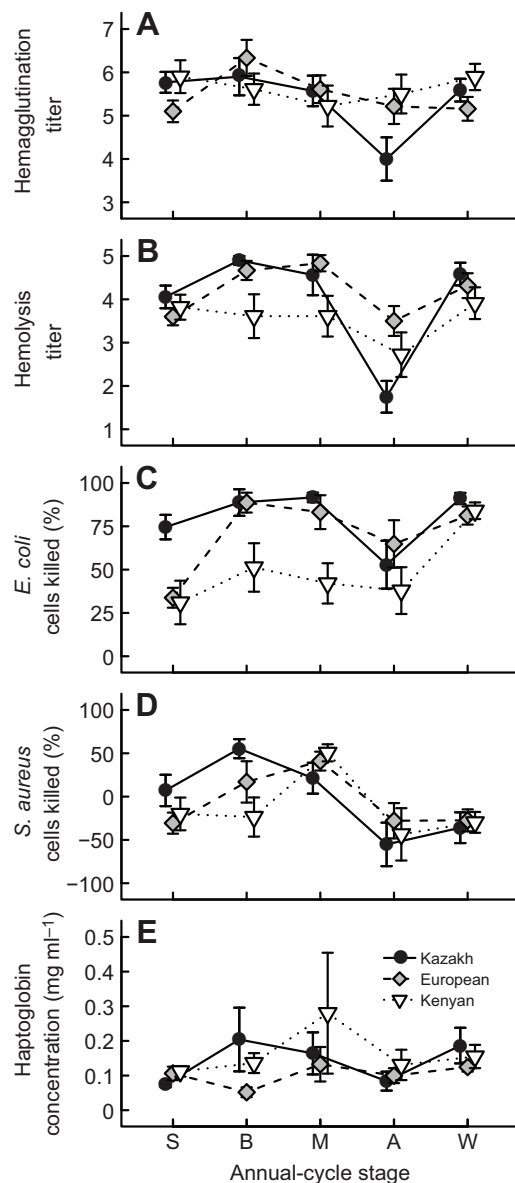 A
Hemagglutination
titer
7
6
5
4
3
B
Hemolysis
titer
5
4
3
2
1
C
E. coli
cells killed (%)
100
75
50
25
0
D
S. aureus
cells killed (%)
100
50
0
−50
−100
E
Haptoglobin
concentration (mg ml−1)
0.5
0.4
0.3
0.2
0.1
0
Kazakh
European
Kenyan
S B M A W
Annual-cycle stage